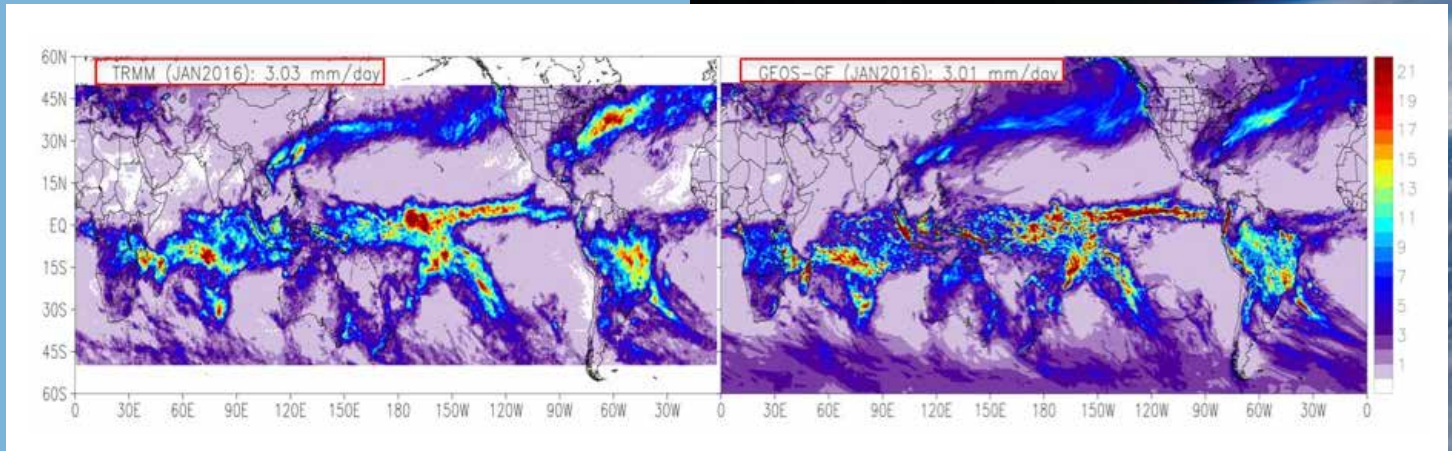 TRMM (JAN2016): 3.03 mm/day
GEOS-GF (JAN2016): 3.01 mm/day
60N
45N
30N
15N
EQ
15S
30S
45S
60S
0 30E 60E 90E 120E 150E 180 150W 120W 90W 60W 30W 0 30E 60E 90E 120E 150E 180 150W 120W 90W 60W 30W 0
21
19
17
15
13
11
9
7
5
3
1